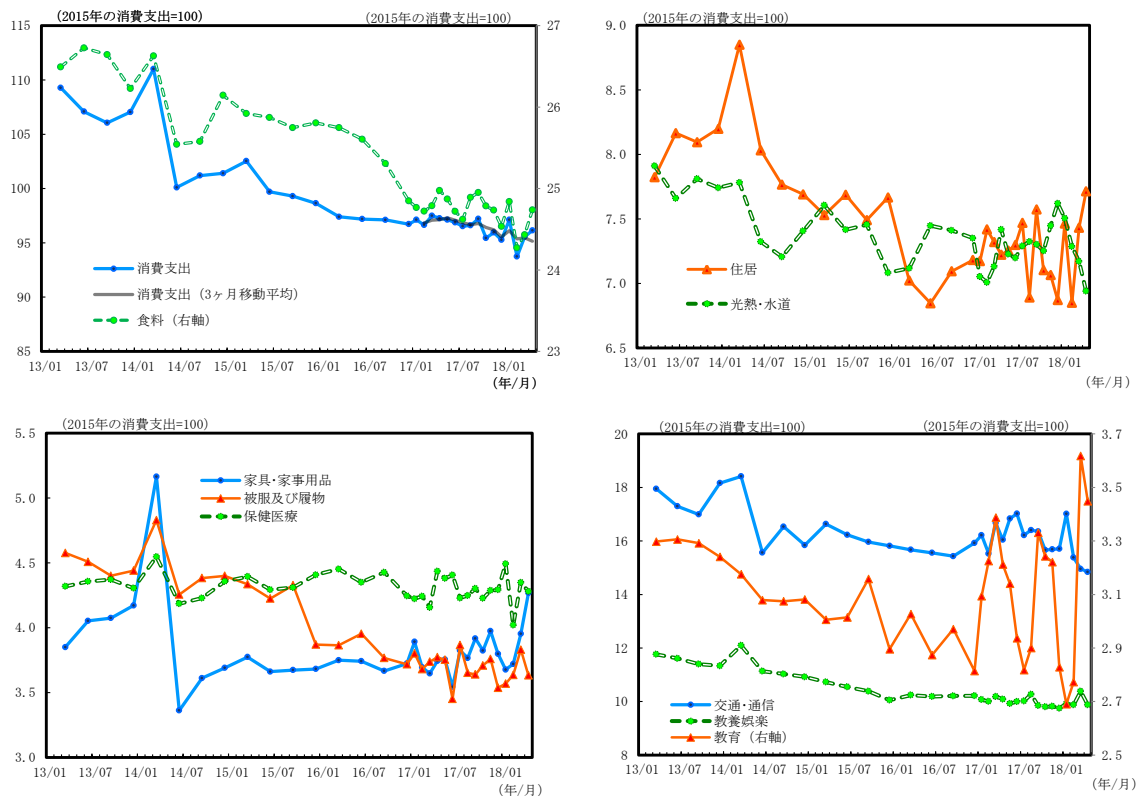 (2015年の消費支出=100) (2015年の消費支出=100)
115 27
110
26
105
100 25
95
24
90
85 23
消費支出
消費支出（3ヶ月移動平均）
食料（右軸）
13/01 13/07 14/01 14/07 15/01 15/07 16/01 16/07 17/01 17/07 18/01
(年/月)
(2015年の消費支出=100)
9.0
8.5
8.0
7.5
7.0
6.5
住居
光熱･水道
13/01 13/07 14/01 14/07 15/01 15/07 16/01 16/07 17/01 17/07 18/01
(年/月)
(2015年の消費支出=100)
5.5
5.0
4.5
4.0
3.5
3.0
家具･家事用品
被服及び履物
保健医療
13/01 13/07 14/01 14/07 15/01 15/07 16/01 16/07 17/01 17/07 18/01
(年/月)
(2015年の消費支出=100) (2015年の消費支出=100)
20 3.7
18 3.5
16 3.3
14 3.1
12 2.9
10 2.7
8 2.5
交通･通信
教養娯楽
教育（右軸）
13/01 13/07 14/01 14/07 15/01 15/07 16/01 16/07 17/01 17/07 18/01
(年/月)